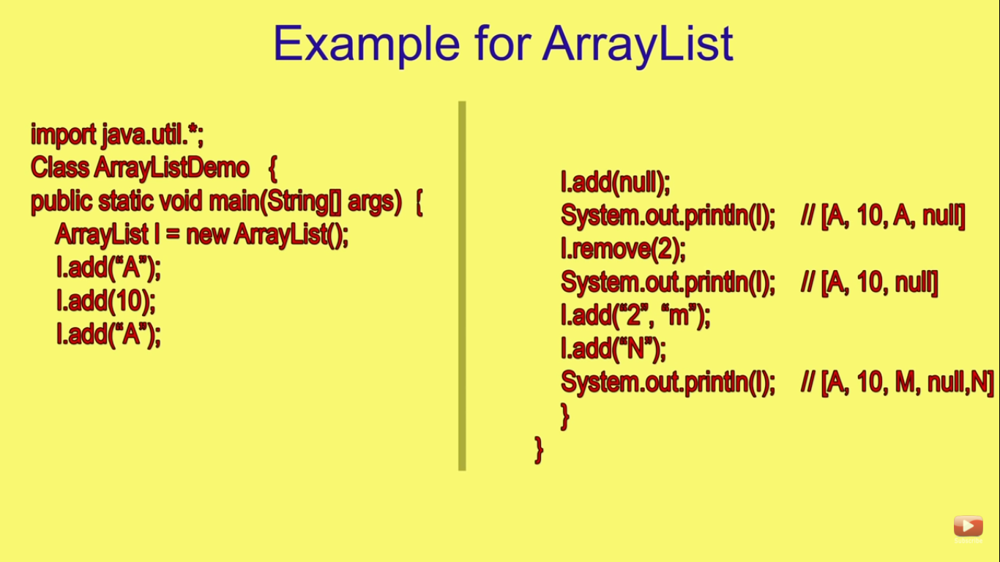 Example for ArrayList
import java.util.*;
Class ArrayListDemo {
public static void main(String[] args) {
ArrayList l = new ArrayList();
l.add(“A”);
l.add(10);
l.add(“A”);
l.add(null);
System.out.println(l); // [A, 10, A, null]
l.remove(2);
System.out.println(l); // [A, 10, null]
l.add(“2”, “m”);
l.add(“N”);
System.out.println(l); // [A, 10, M, null,N]
}
}